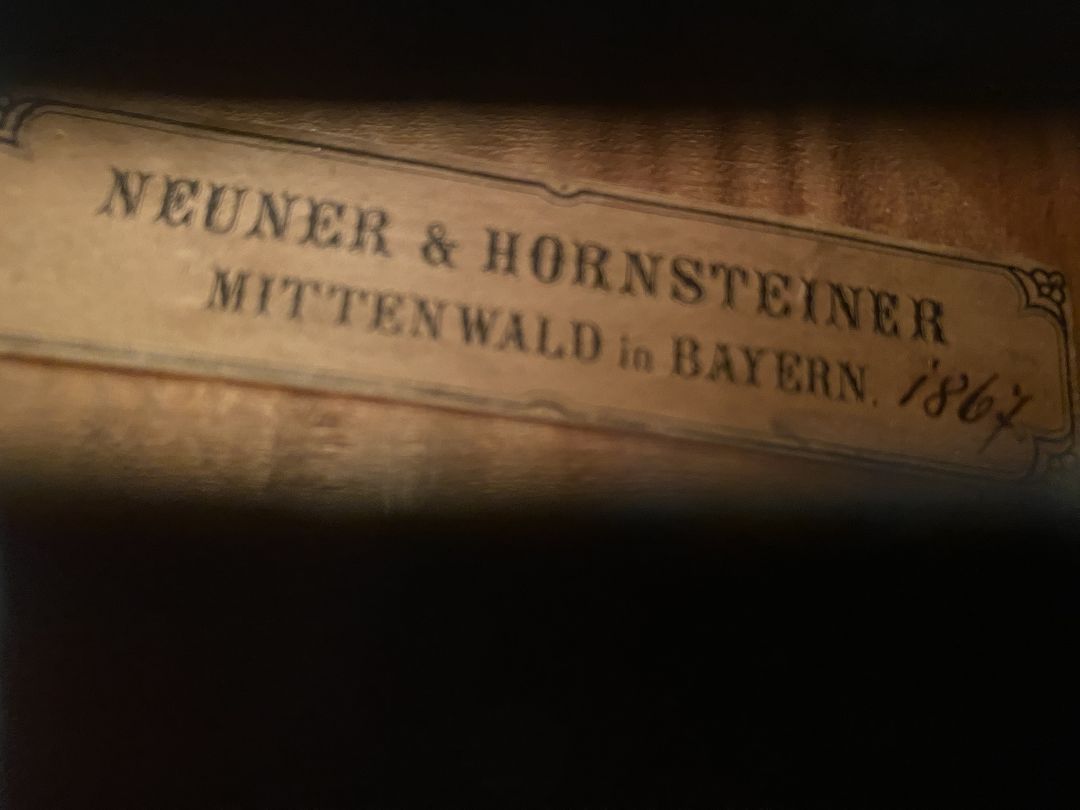 NEUNER & HORNSTEINER
MITTENWALD in BAYERN. 1867